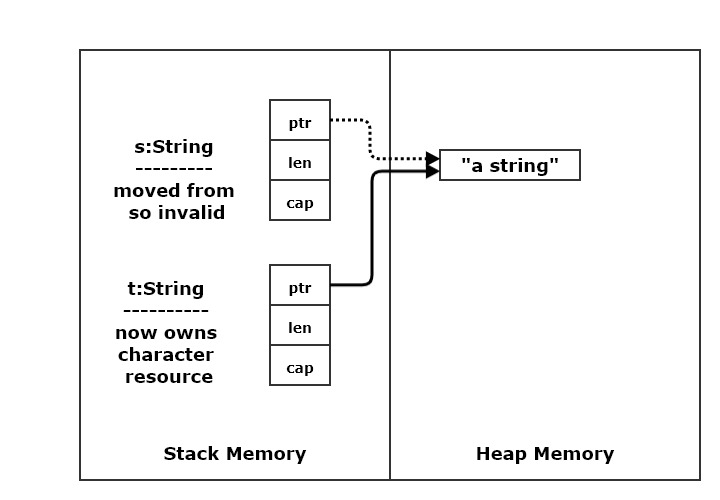 s:String
---------
moved from
so invalid
ptr
len
cap
"a string"
t:String
----------
now owns
character
resource
ptr
len
cap
Stack Memory
Heap Memory